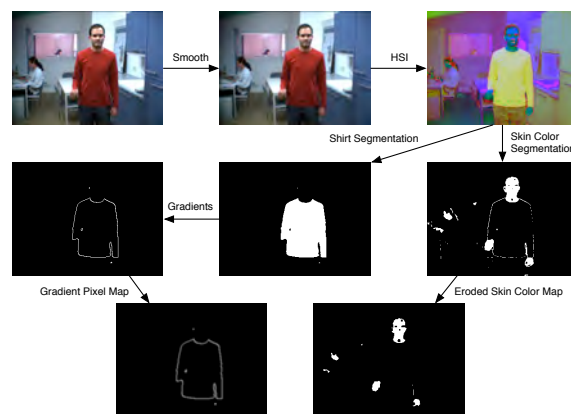 Smooth
HSI
Shirt Segmentation
Skin Color
Segmentation
Gradients
Gradient Pixel Map
Eroded Skin Color Map